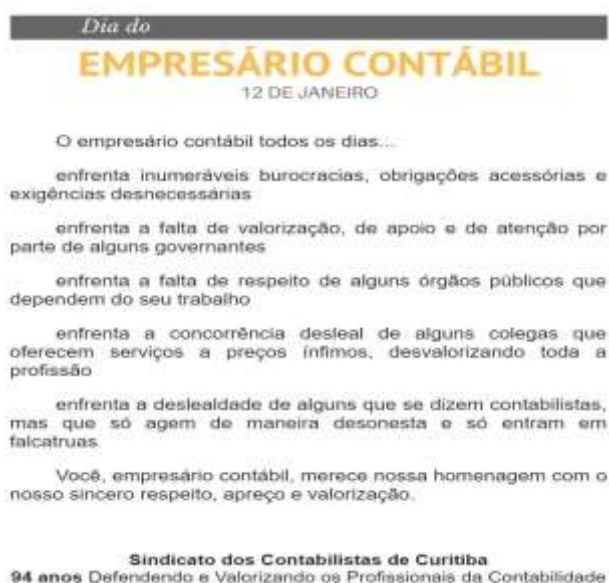 Dia do
EMPRESÁRIO CONTÁBIL
12 DE JANEIRO
O empresário contábil todos os dias...
enfrenta inumeráveis burocracias, obrigações acessórias e
exigências desnecessárias
enfrenta a falta de valorização, de apoio e de atenção por
parte de alguns governantes
enfrenta a falta de respeito de alguns órgãos públicos que
dependem do seu trabalho
enfrenta a concorrência desleal de alguns colegas que
oferecem serviços a preços ínfimos, desvalorizando toda a
profissão
enfrenta a deslealdade de alguns que se dizem contabilistas,
mas que só agem de maneira desonesta e só entram em
falcatruas.
Você, empresário contábil, merece nossa homenagem com o
nosso sincero respeito, apreço e valorização.
Sindicato dos Contabilistas de Curitiba
94 anos Defendendo e Valorizando os Profissionais da Contabilidade